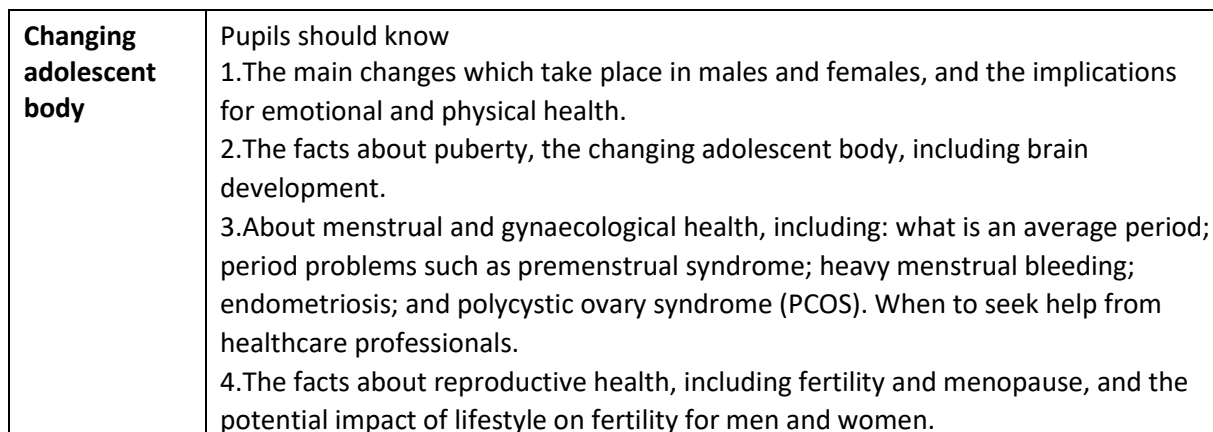 Changing
adolescent
body
Pupils should know
1.The main changes which take place in males and females, and the implications
for emotional and physical health.
2.The facts about puberty, the changing adolescent body, including brain
development.
3.About menstrual and gynaecological health, including: what is an average period;
period problems such as premenstrual syndrome; heavy menstrual bleeding;
endometriosis; and polycystic ovary syndrome (PCOS). When to seek help from
healthcare professionals.
4.The facts about reproductive health, including fertility and menopause, and the
potential impact of lifestyle on fertility for men and women.